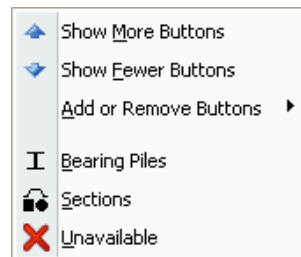 Show More Buttons
Show Fewer Buttons
Add or Remove Buttons
Bearing Piles
Sections
Unavailable